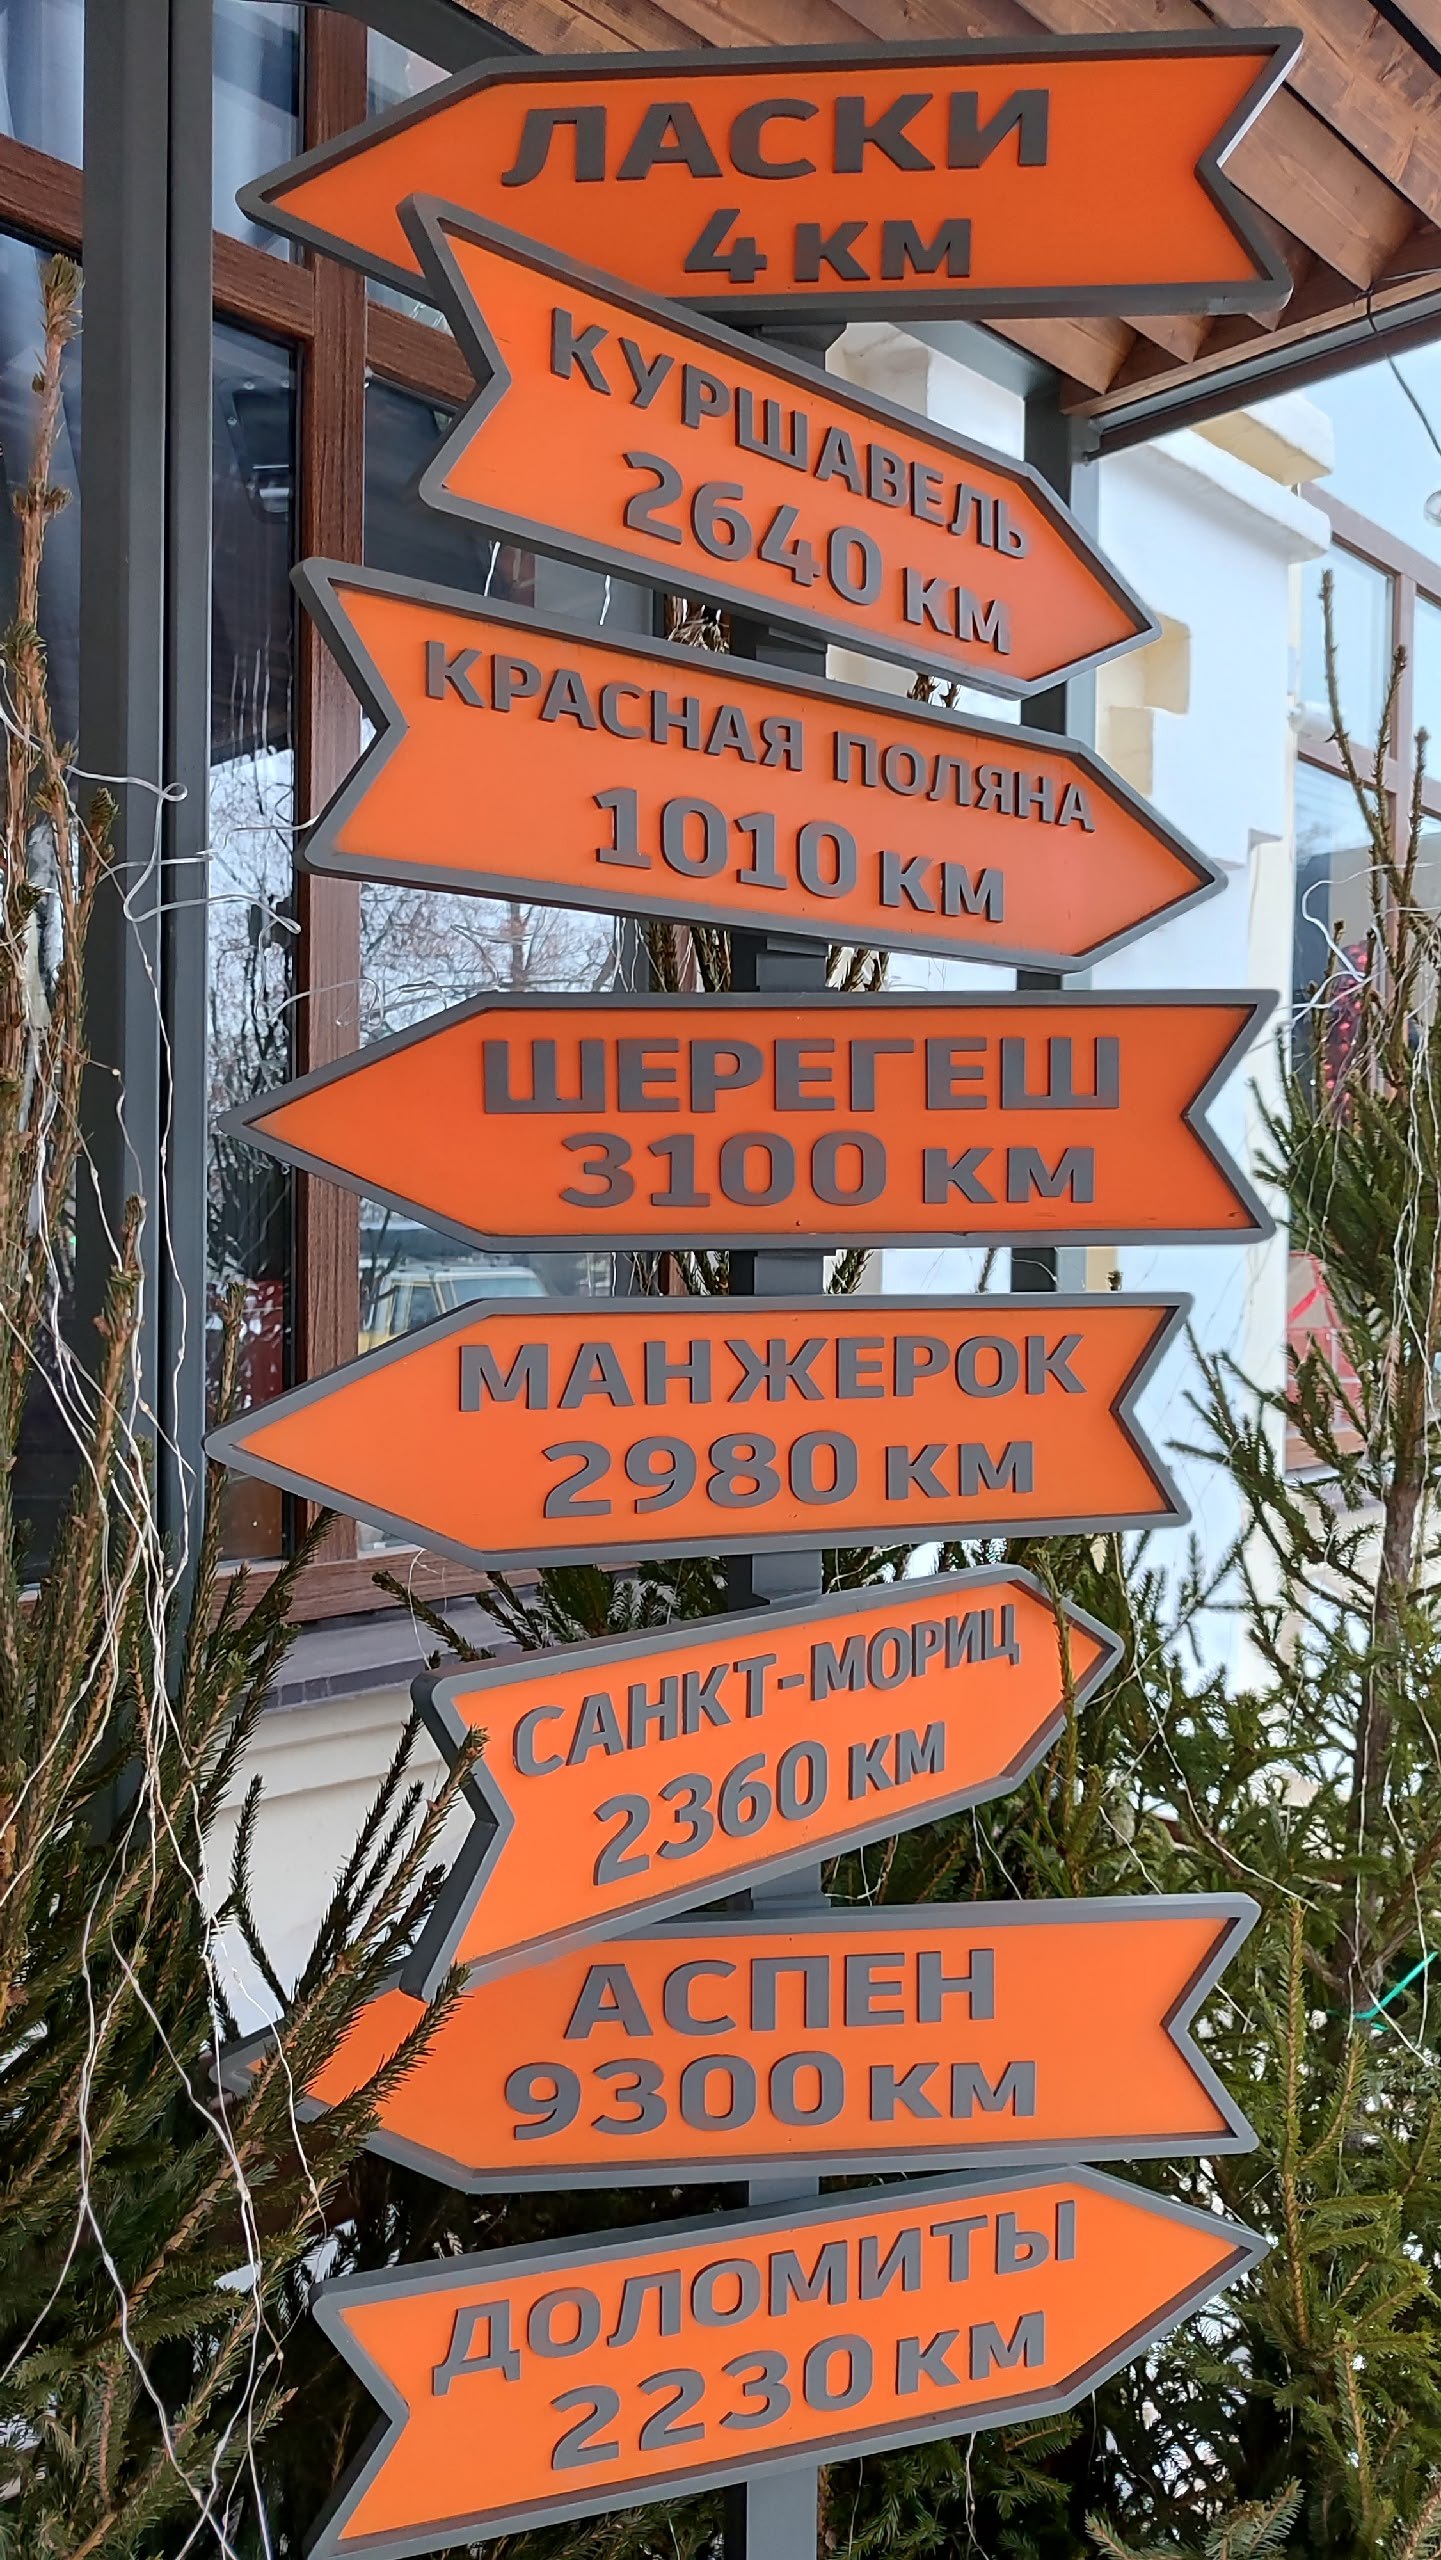 ЛАСКИ
4 КМ
КУРШАВЕЛЬ
2640 КМ
КРАСНАЯ ПОЛЯНА
1010 КМ
ШЕРЕГЕШ
3100 КМ
МАНЖЕРОК
2980 КМ
САНКТ-МОРИЦ
2360 КМ
АСПЕН
9300 КМ
ДОЛОМИТЫ
2230 КМ